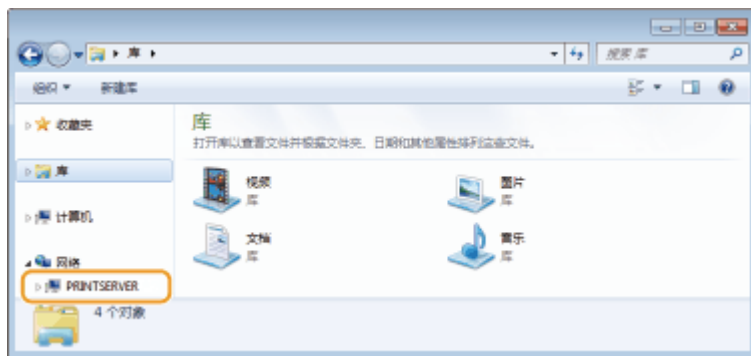 库
搜索 库
组织 新建库
收藏夹
库
计算机
网络
PRINTSERVER
库
打开库以查看文件并根据文件夹、日期和其他属性排列这些文件。
视频
库
图片
库
文档
库
音乐
库
4 个对象